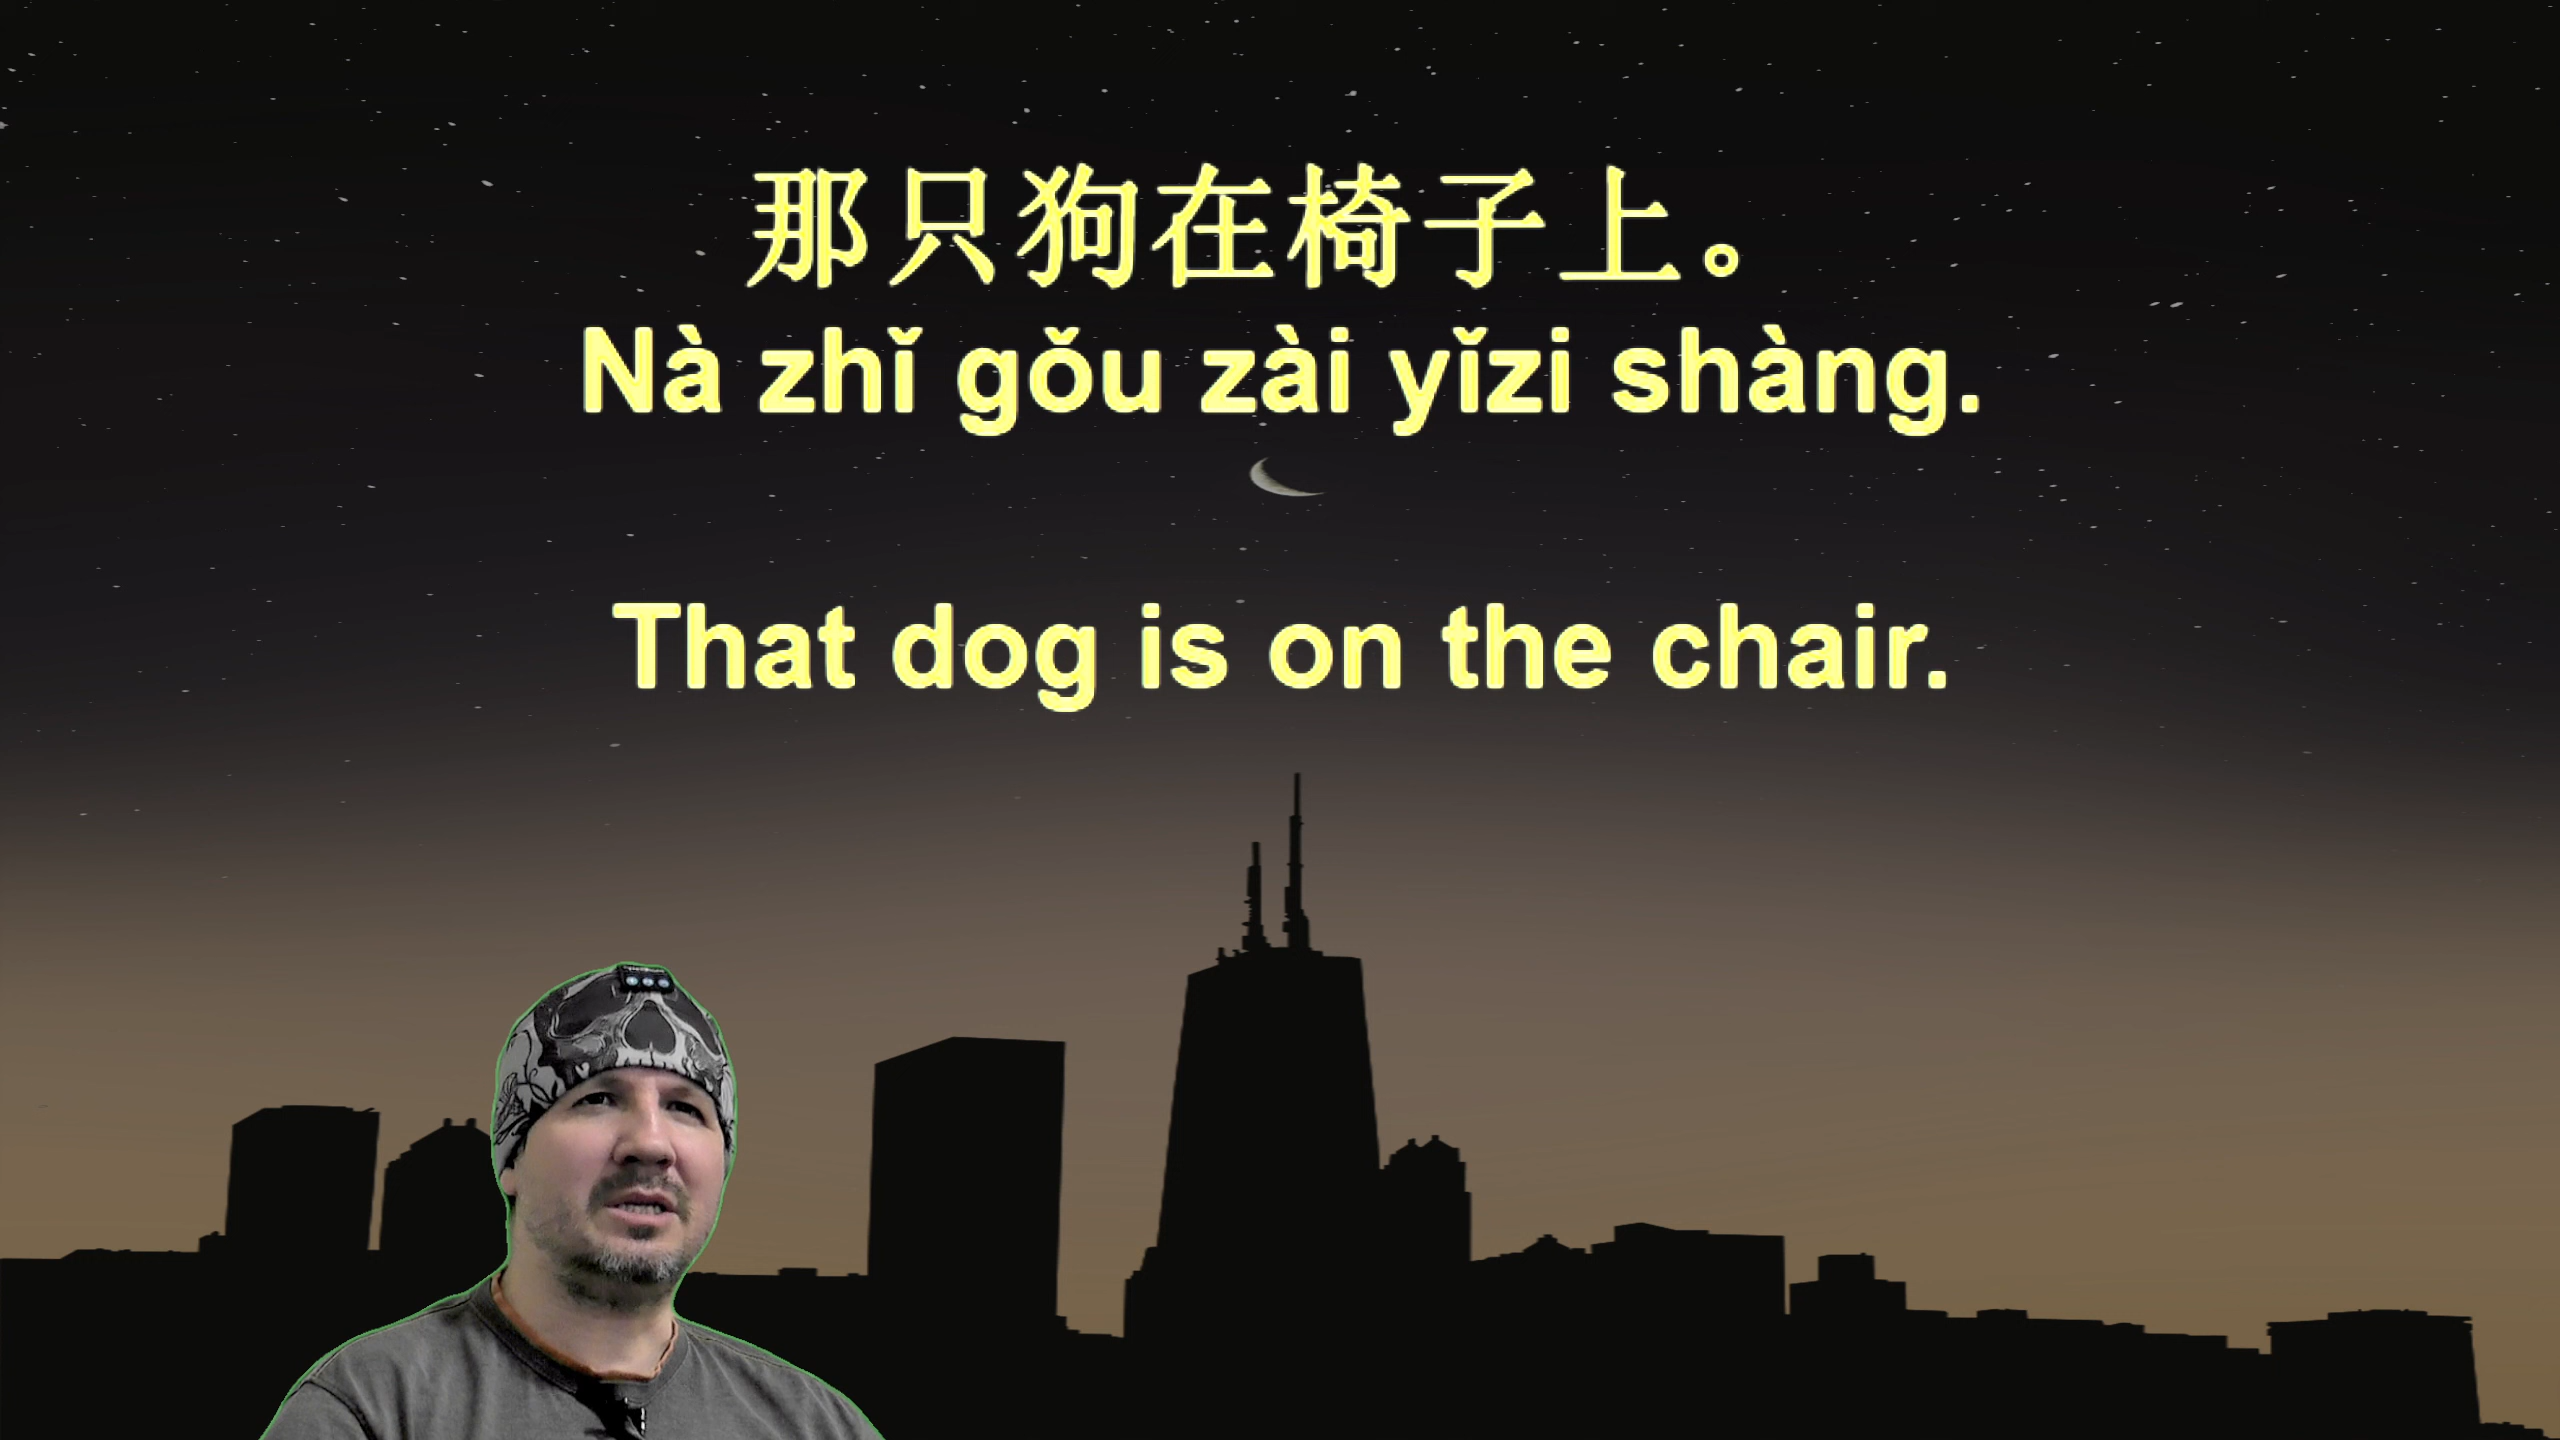 那只狗在椅子上。
Nà zhǐ gǒu zài yǐzi shàng.
That dog is on the chair.